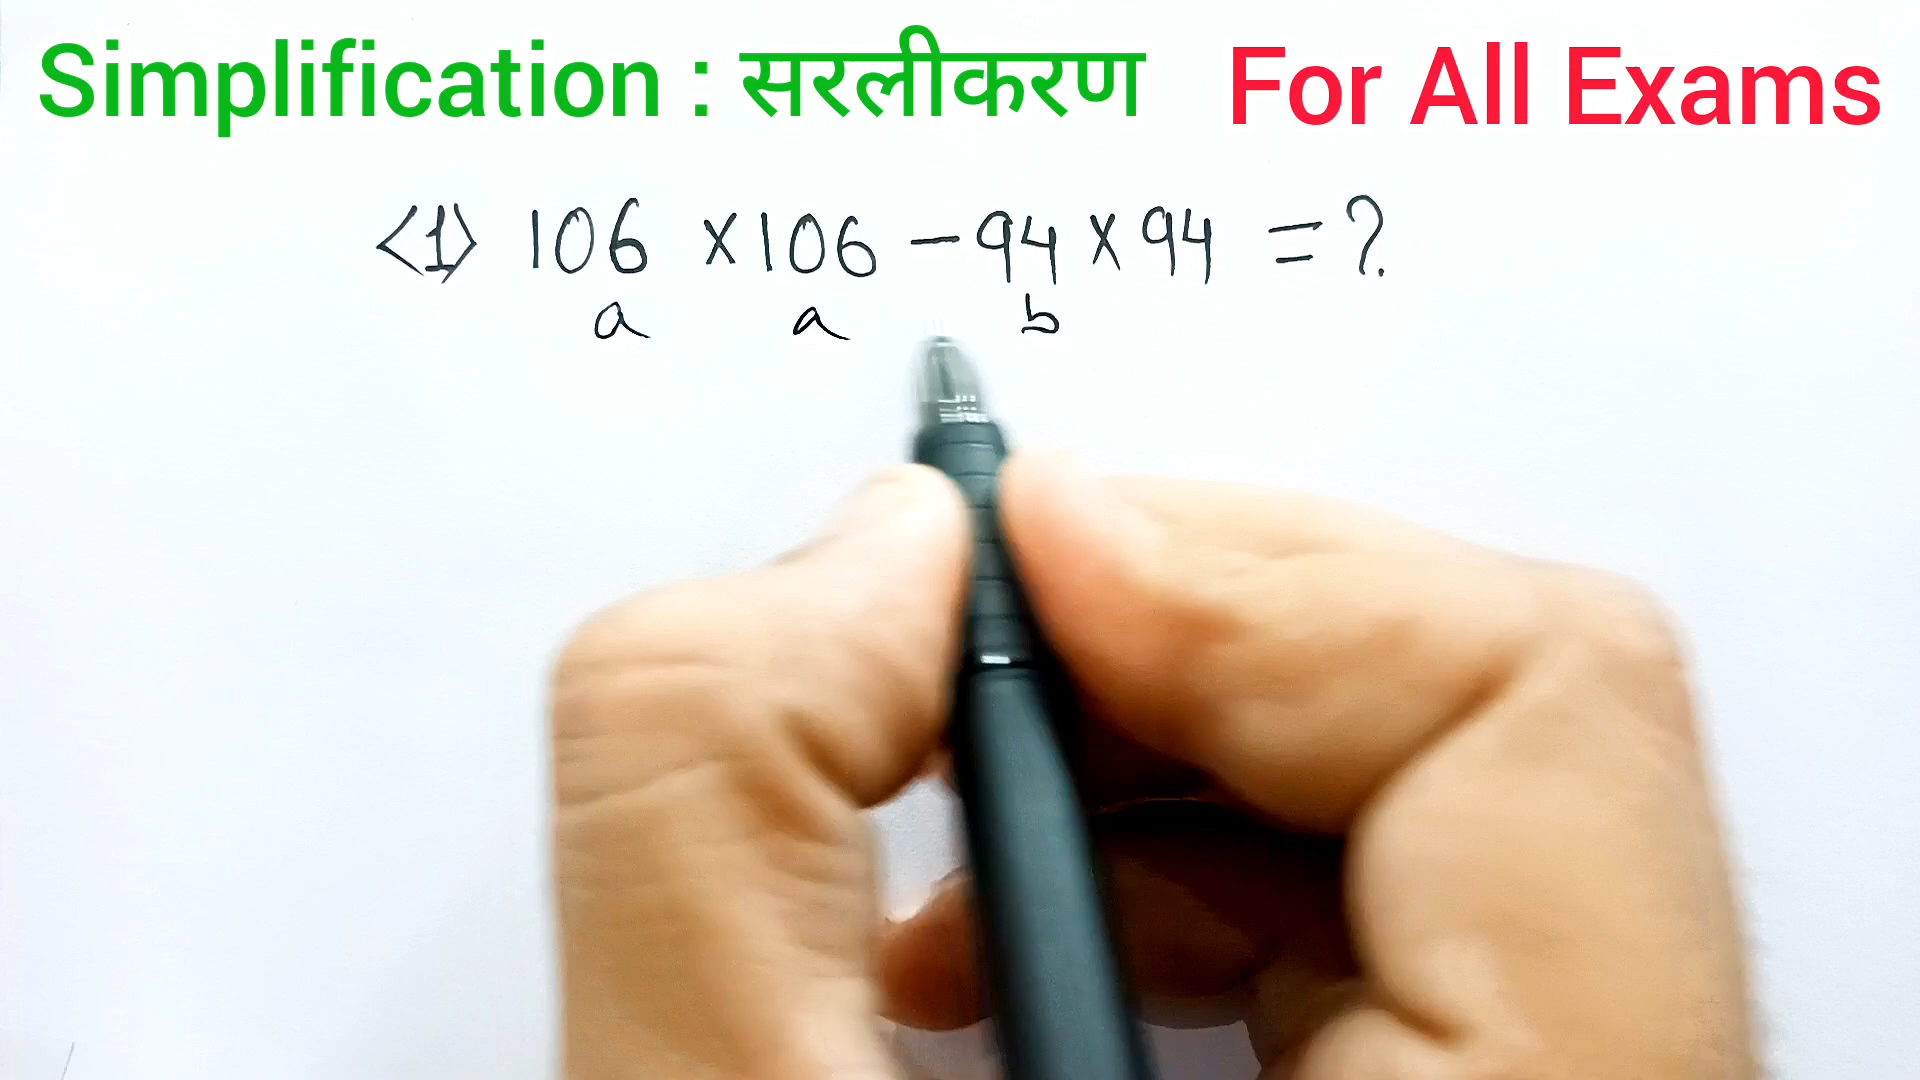 Simplification : सरलीकरण For All Exams
<1> 106 × 106 - 94 × 94 = ?
a a b